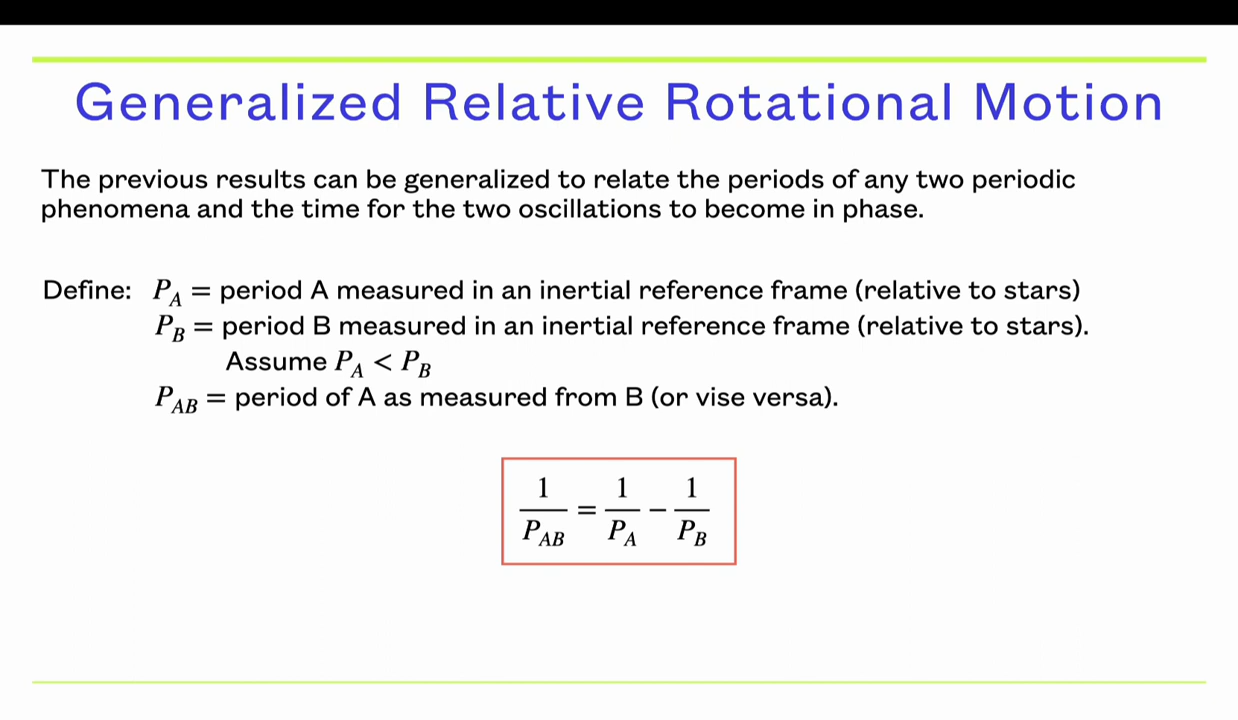 Generalized Relative Rotational Motion
The previous results can be generalized to relate the periods of any two periodic
phenomena and the time for the two oscillations to become in phase.
Define: P_A = period A measured in an inertial reference frame (relative to stars)
P_B = period B measured in an inertial reference frame (relative to stars).
Assume P_A < P_B
P_AB = period of A as measured from B (or vise versa).
1/P_AB = 1/P_A − 1/P_B